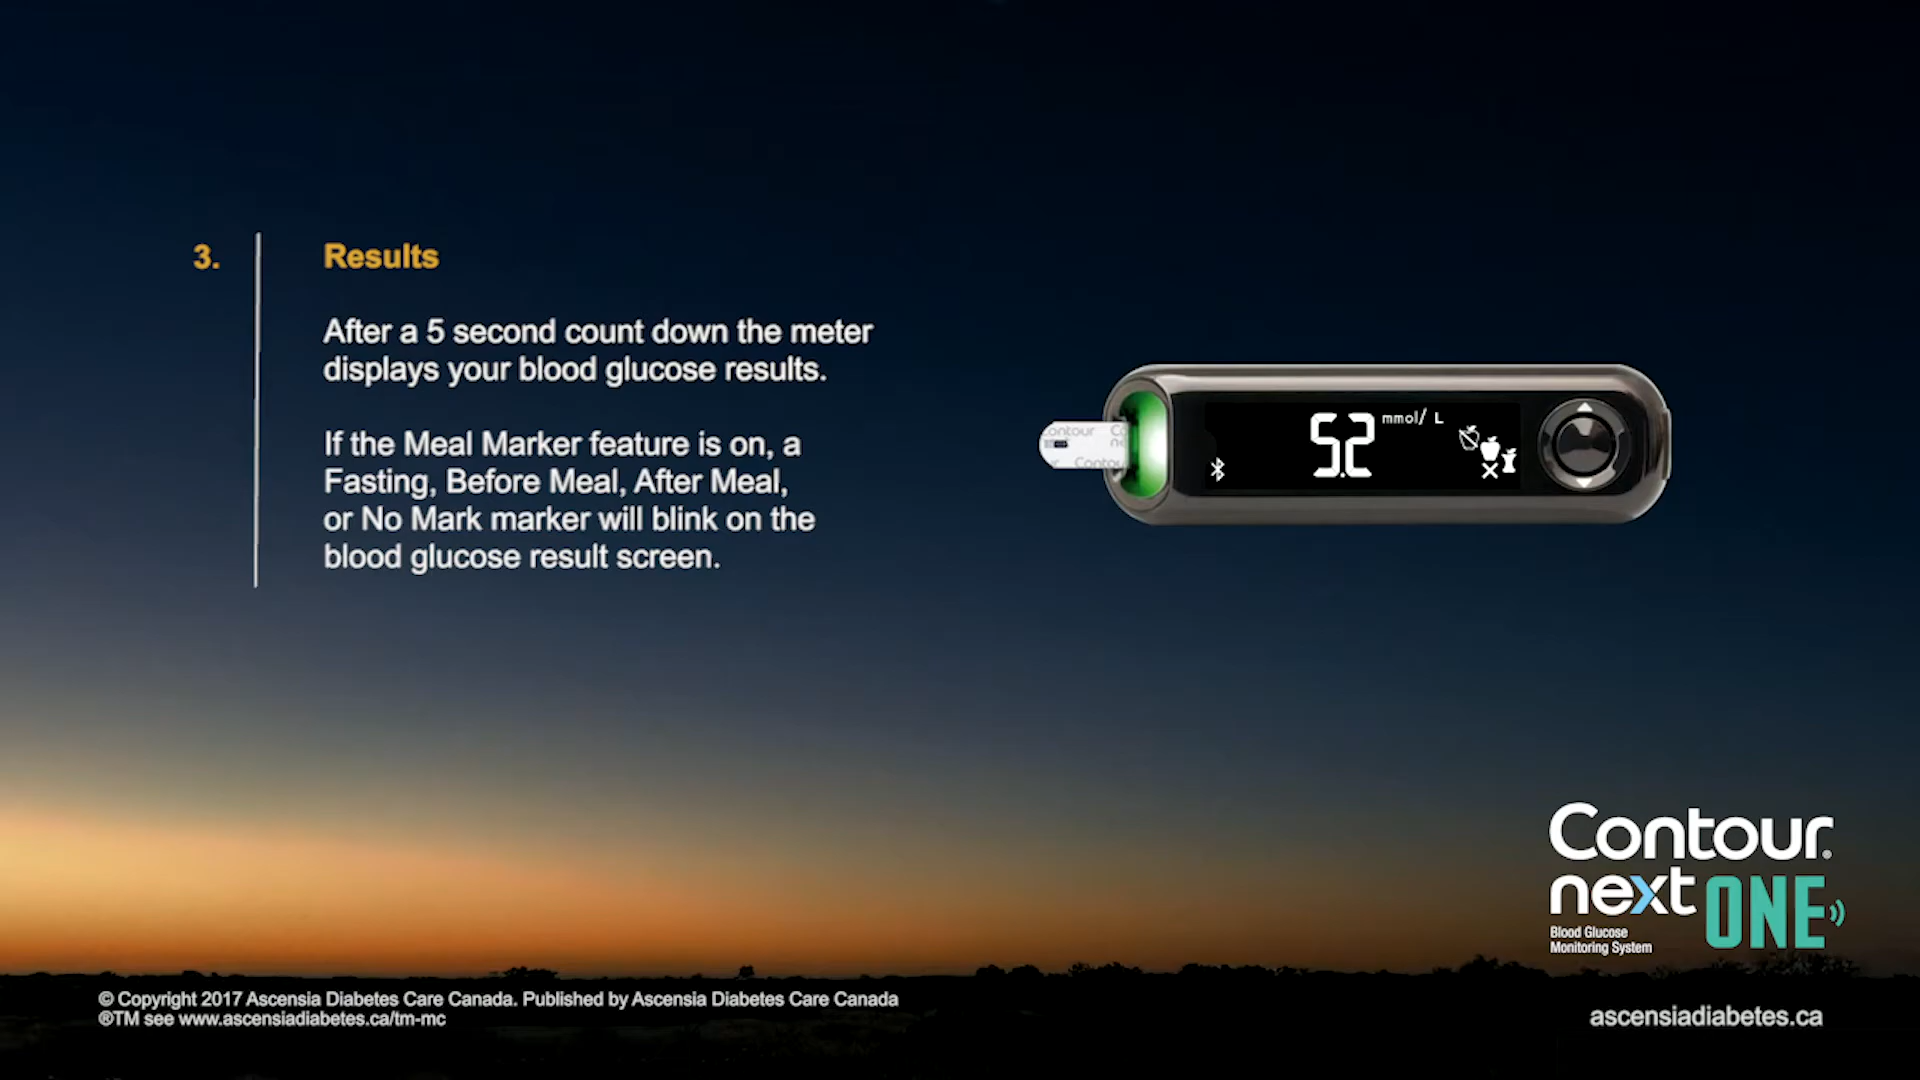 3.
Results
After a 5 second count down the meter
displays your blood glucose results.
If the Meal Marker feature is on, a
Fasting, Before Meal, After Meal,
or No Mark marker will blink on the
blood glucose result screen.
Contour
5.2 mmol/ L
Contour®
next ONE
Blood Glucose
Monitoring System
© Copyright 2017 Ascensia Diabetes Care Canada. Published by Ascensia Diabetes Care Canada
®TM see www.ascensiadiabetes.ca/tm-mc
ascensiadiabetes.ca